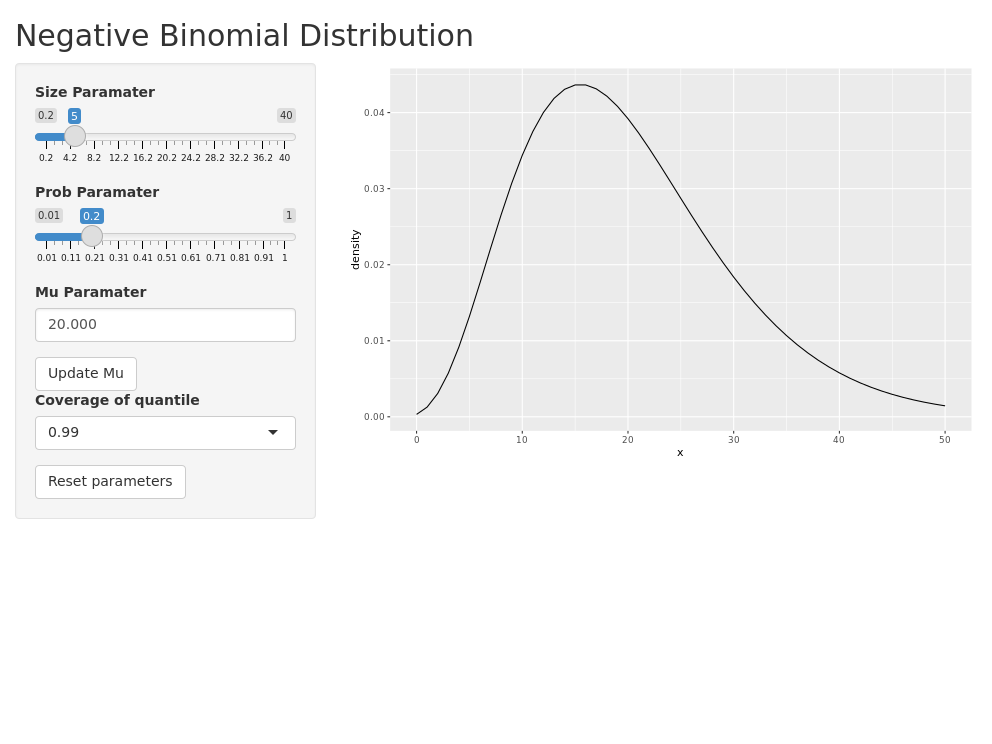 Negative Binomial Distribution
Size Paramater
0.2 5 40
0.2 4.2 8.2 12.2 16.2 20.2 24.2 28.2 32.2 36.2 40
Prob Paramater
0.01 0.2 1
0.01 0.11 0.21 0.31 0.41 0.51 0.61 0.71 0.81 0.91 1
Mu Paramater
20.000
Update Mu
Coverage of quantile
0.99
Reset parameters
density
0.04
0.03
0.02
0.01
0.00
0 10 20 30 40 50
x